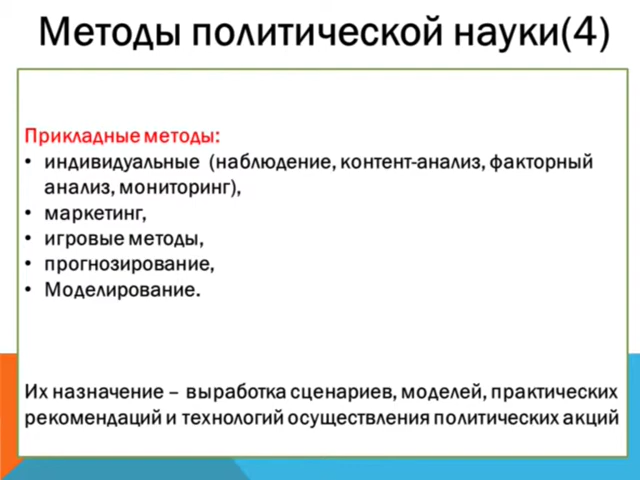 Методы политической науки(4)
Прикладные методы:
• индивидуальные (наблюдение, контент-анализ, факторный
анализ, мониторинг),
• маркетинг,
• игровые методы,
• прогнозирование,
• Моделирование.
Их назначение – выработка сценариев, моделей, практических
рекомендаций и технологий осуществления политических акций